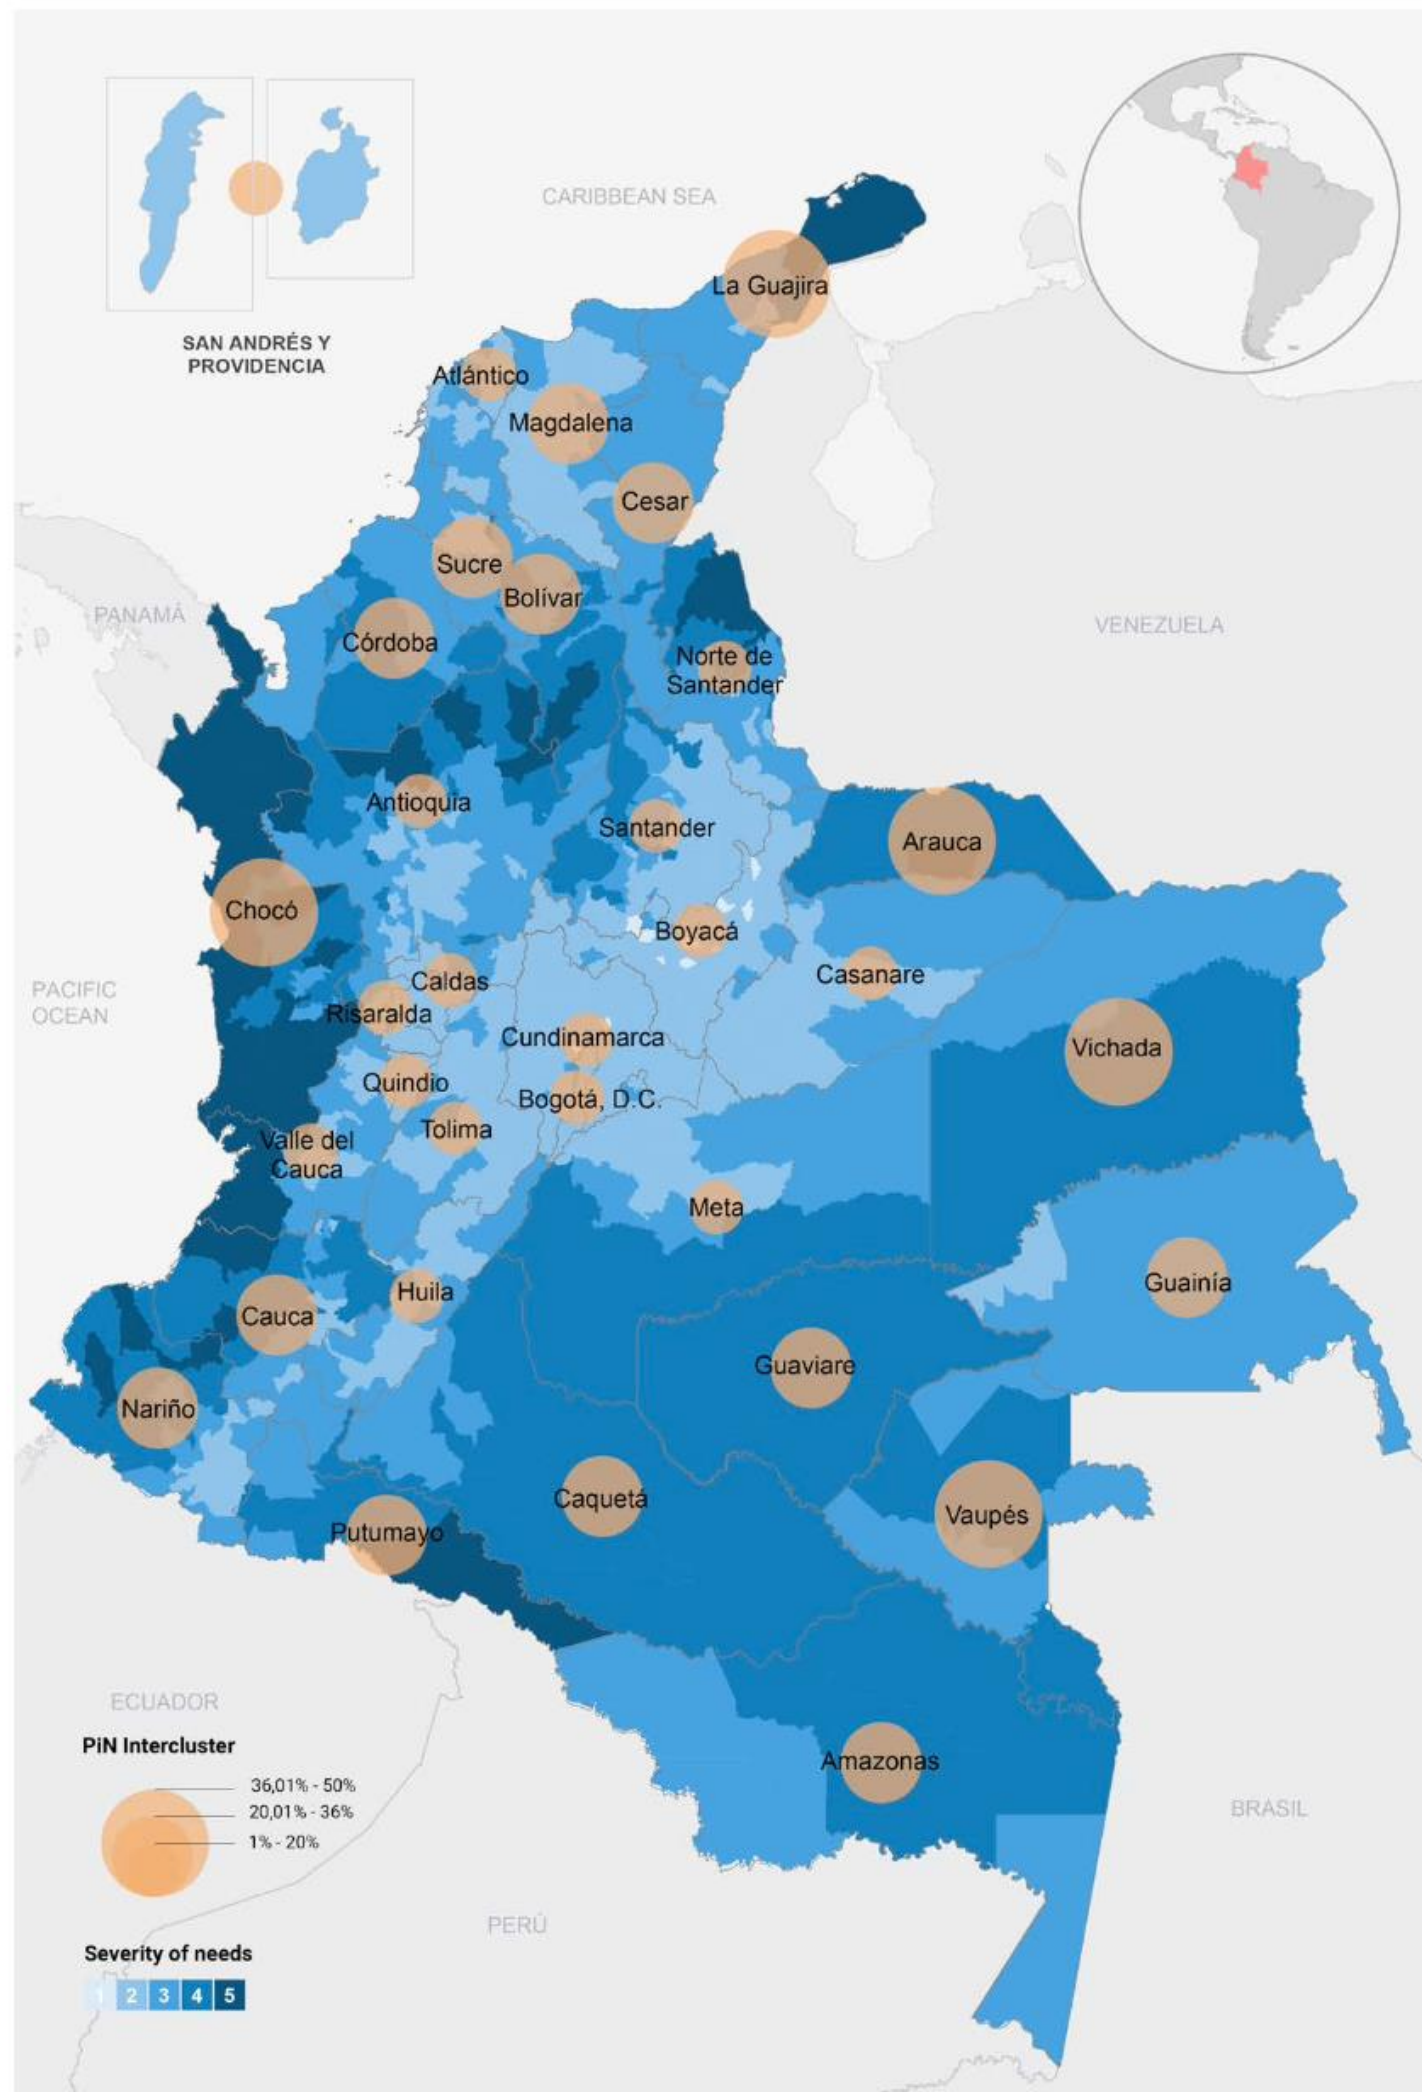 CARIBBEAN SEA
La Guajira
SAN ANDRÉS Y
PROVIDENCIA
Atlántico
Magdalena
Cesar
Sucre
Bolívar
PANAMÁ
VENEZUELA
Córdoba
Norte de
Santander
Antioquia
Santander
Arauca
Chocó
Boyacá
Casanare
Caldas
PACIFIC
OCEAN
Risaralda
Cundinamarca
Vichada
Quindio
Bogotá, D.C.
Tolima
Valle del
Cauca
Meta
Guainía
Huila
Cauca
Guaviare
Nariño
Caquetá
Vaupés
Putumayo
ECUADOR
Amazonas
BRASIL
PERÚ
PiN Intercluster
36,01% - 50%
20,01% - 36%
1% - 20%
Severity of needs
1 2 3 4 5